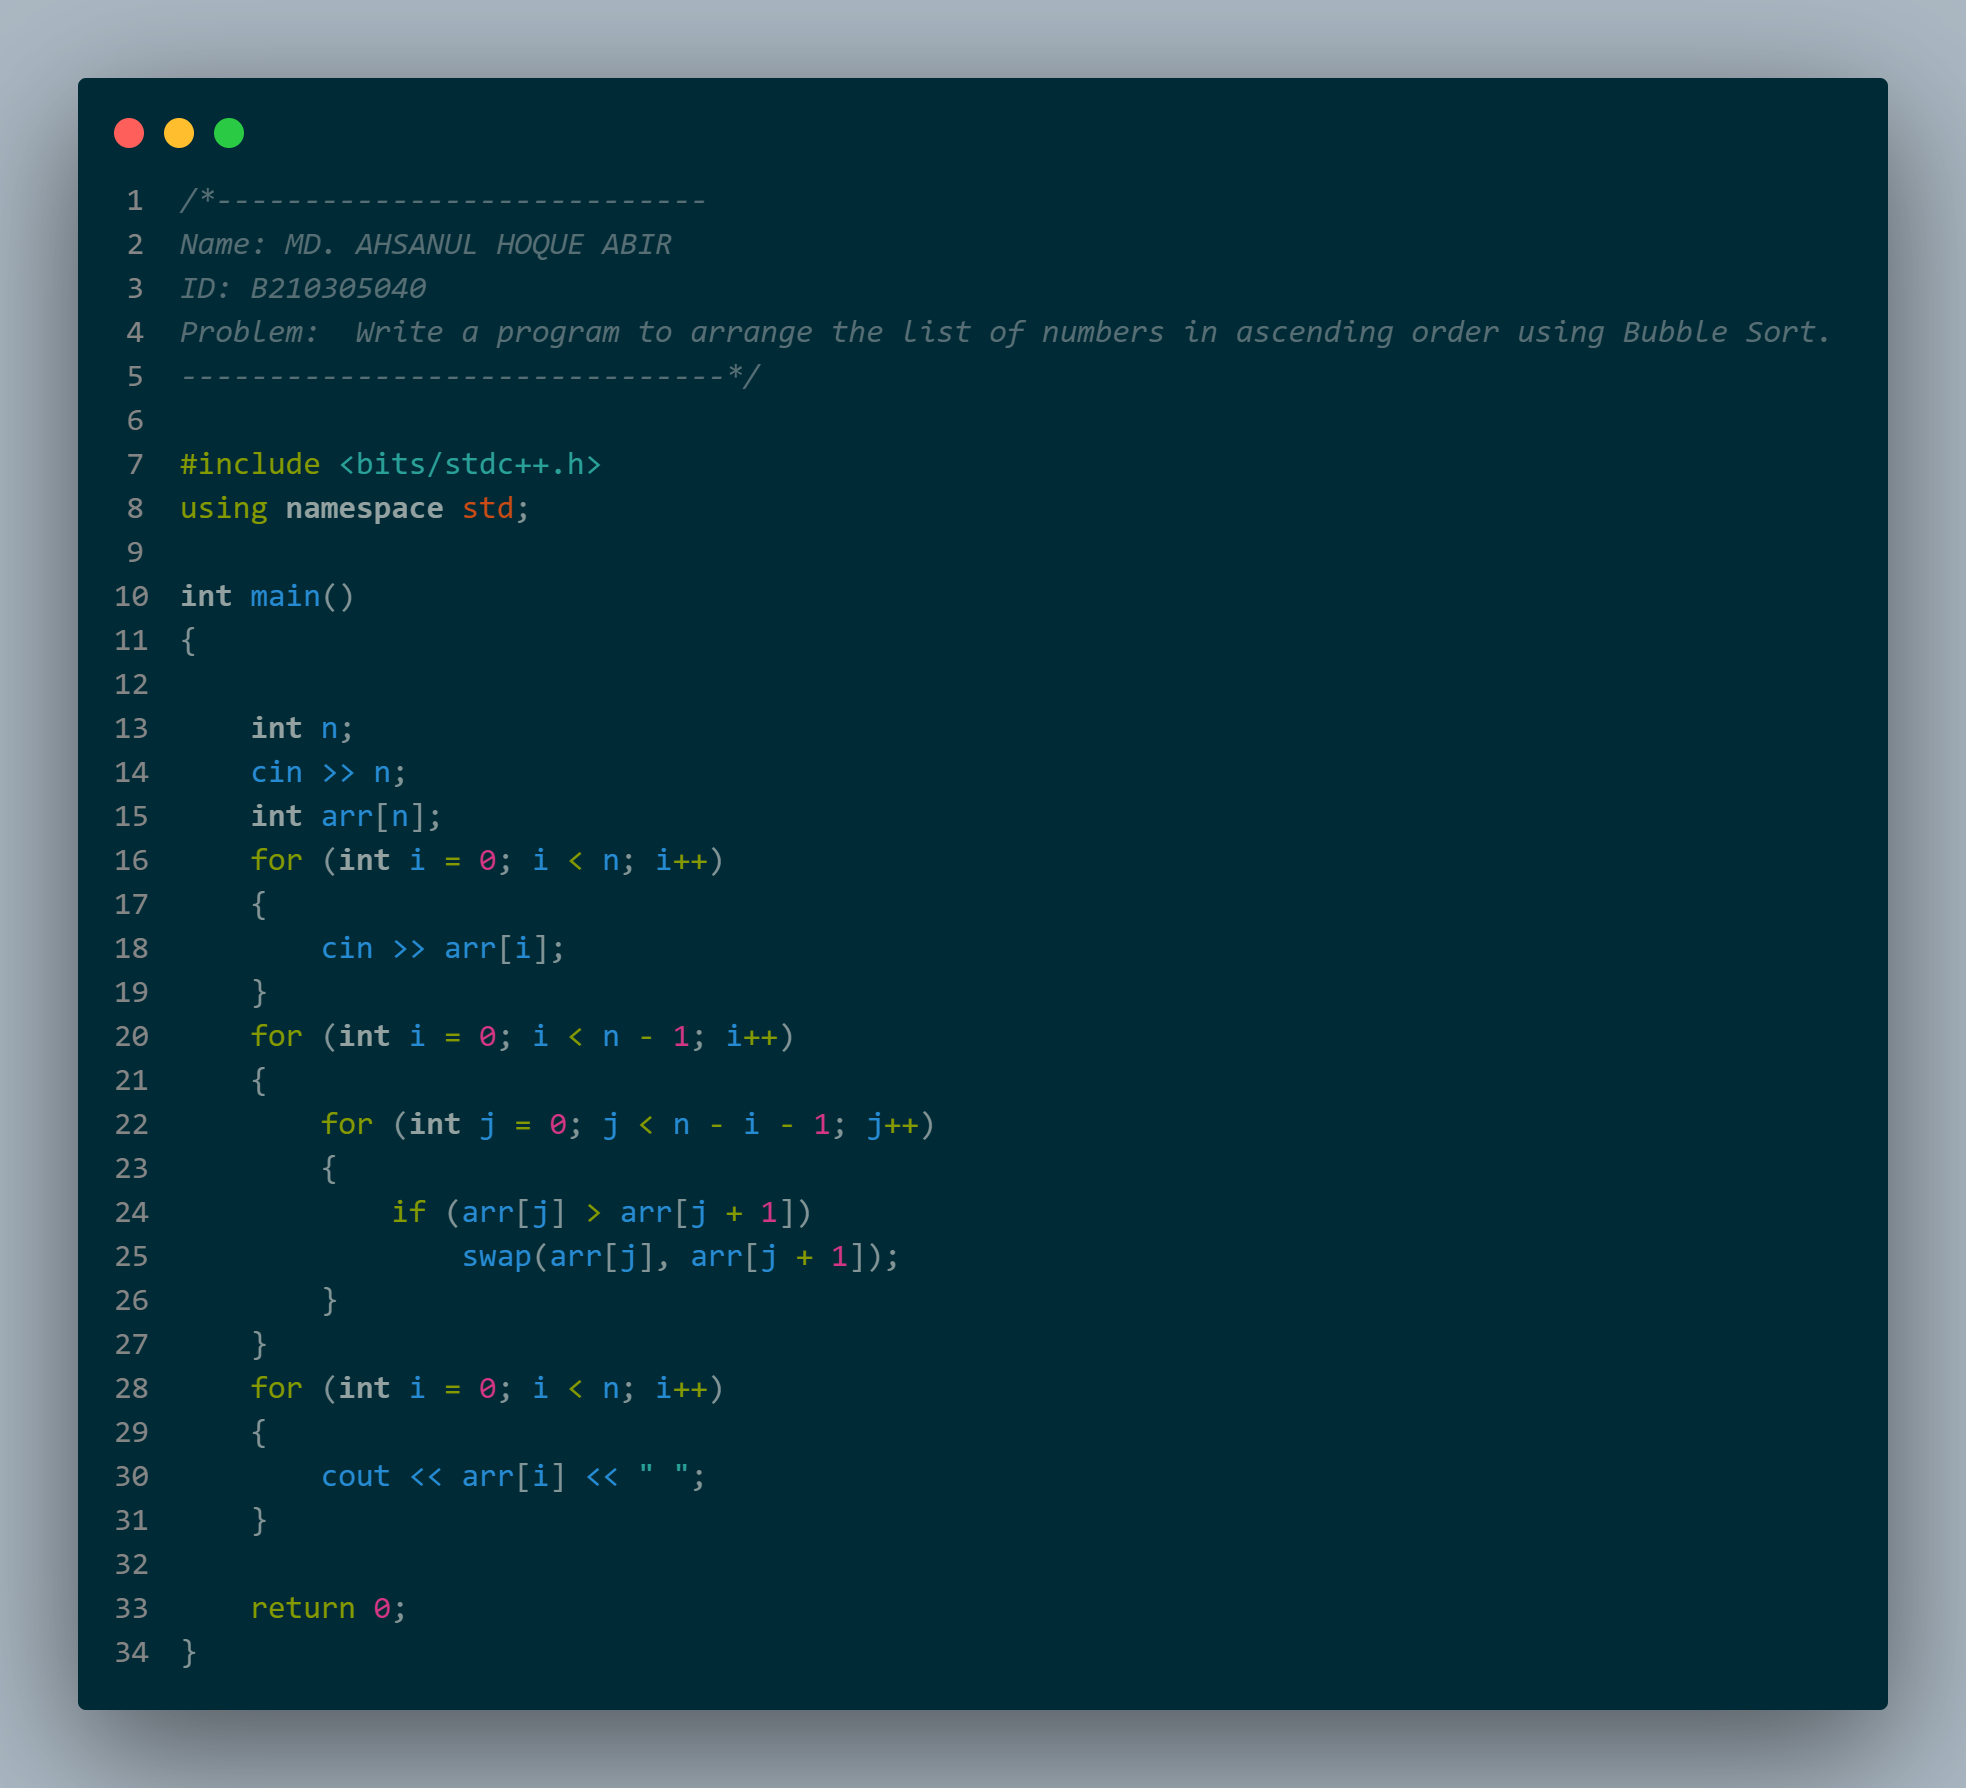 1 /*----------------------------
2 Name: MD. AHSANUL HOQUE ABIR
3 ID: B210305040
4 Problem:  Write a program to arrange the list of numbers in ascending order using Bubble Sort.
5 -------------------------------*/
6
7 #include <bits/stdc++.h>
8 using namespace std;
9
10 int main()
11 {
12
13     int n;
14     cin >> n;
15     int arr[n];
16     for (int i = 0; i < n; i++)
17     {
18         cin >> arr[i];
19     }
20     for (int i = 0; i < n - 1; i++)
21     {
22         for (int j = 0; j < n - i - 1; j++)
23         {
24             if (arr[j] > arr[j + 1])
25                 swap(arr[j], arr[j + 1]);
26         }
27     }
28     for (int i = 0; i < n; i++)
29     {
30         cout << arr[i] << " ";
31     }
32
33     return 0;
34 }